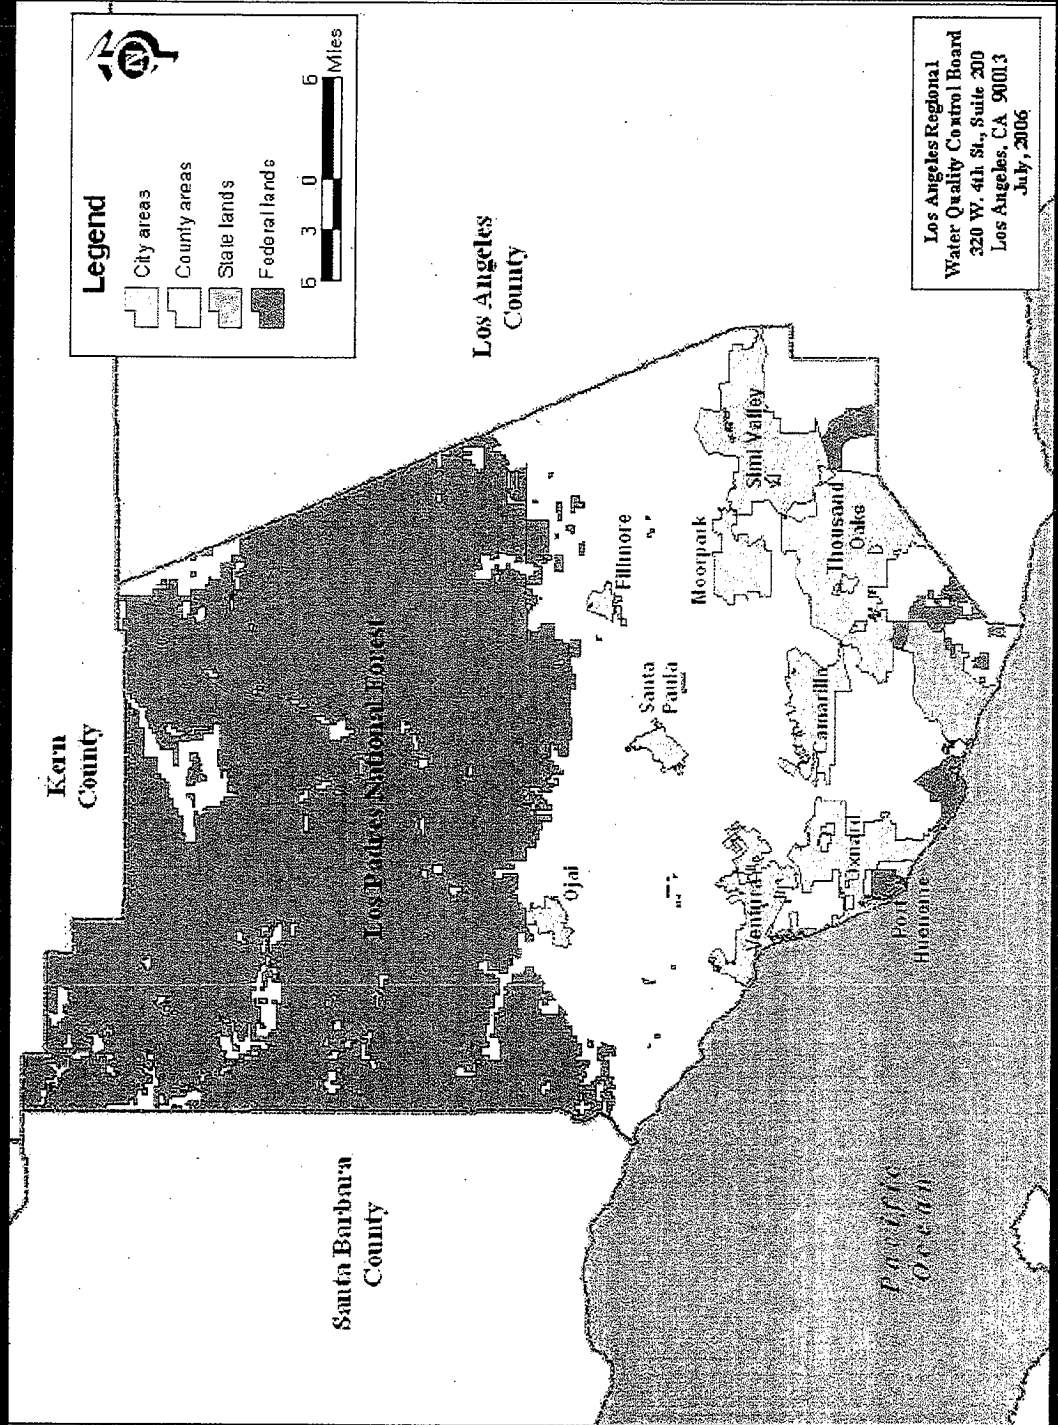 Legend
N
City areas
County areas
State lands
Federal lands
6 3 0 6
Miles
Kern
County
Santa Barbara
County
Los Angeles
County
Los Padres National Forest
Ojai
Fillmore
Santa
Paula
Moorpark
Simi Valley
Thousand
Oaks
Camarillo
Ventura
Oxnard
Port
Hueneme
Pacific
Ocean
Los Angeles Regional
Water Quality Control Board
320 W. 4th St., Suite 200
Los Angeles, CA 90013
July, 2006